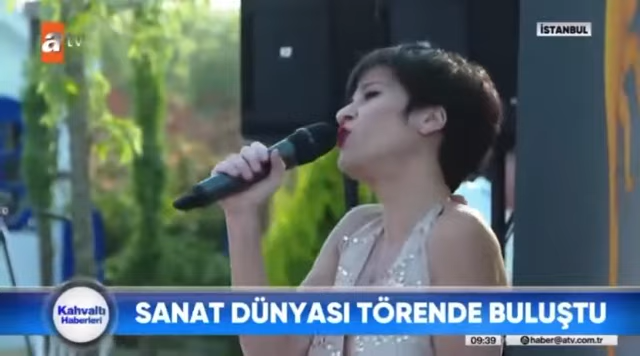 atv
İSTANBUL
Kahvaltı
Haberleri
SANAT DÜNYASI TÖRENDE BULUŞTU
09:39
haber@atv.com.tr